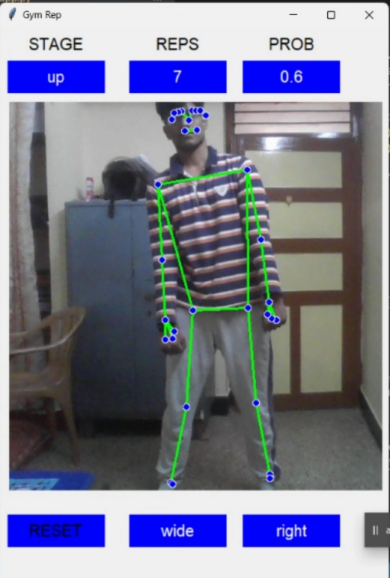 Gym Rep
STAGE REPS PROB
up 7 0.6
RESET wide right